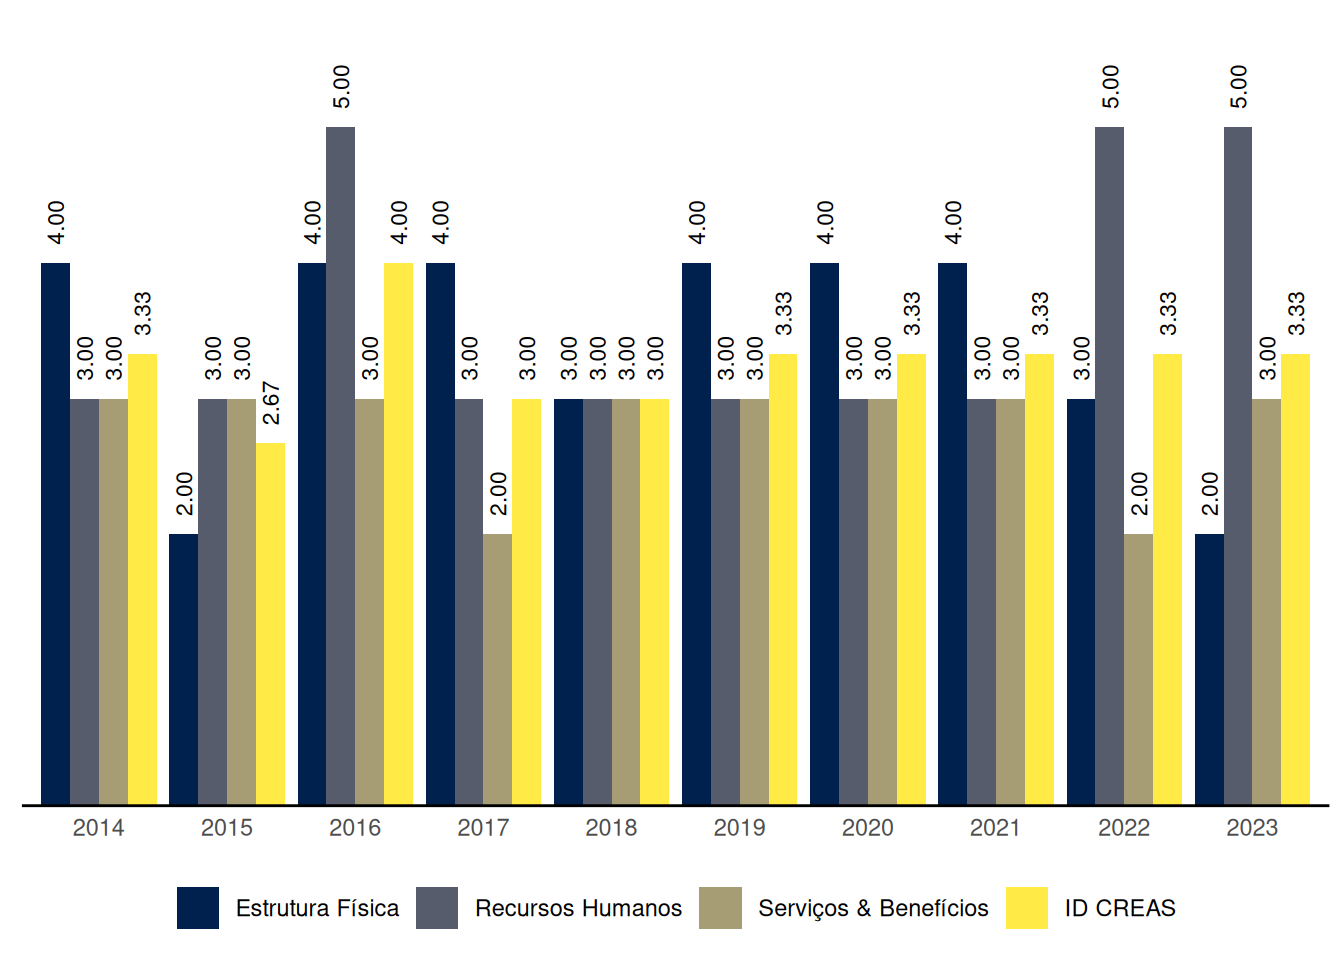 5.00 5.00 5.00
4.00 4.00 4.00 4.00 4.00 4.00 4.00
3.33 3.33 3.33 3.33 3.33 3.33
3.00 3.00 3.00 3.00 3.00 3.00 3.00 3.00 3.00 3.00 3.00 3.00 3.00 3.00 3.00 3.00 3.00 3.00 3.00
2.67
2.00 2.00 2.00 2.00
2014 2015 2016 2017 2018 2019 2020 2021 2022 2023
Estrutura Física Recursos Humanos Serviços & Benefícios ID CREAS